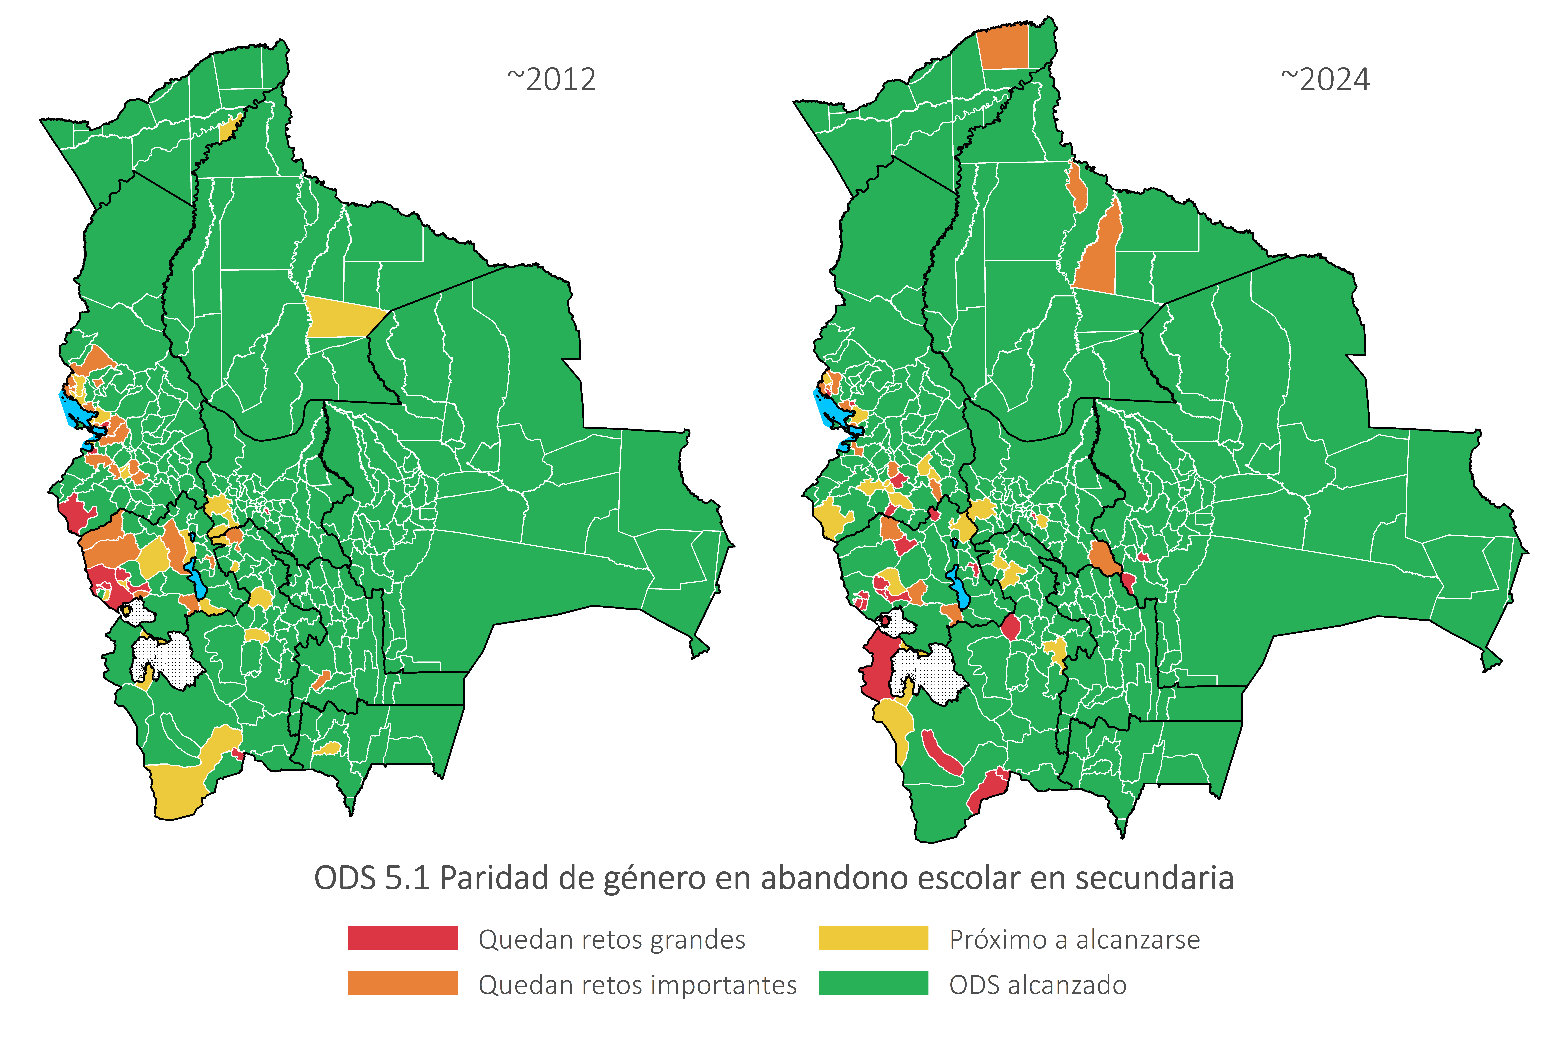 ~2012
~2024
ODS 5.1 Paridad de género en abandono escolar en secundaria
Quedan retos grandes
Próximo a alcanzarse
Quedan retos importantes
ODS alcanzado